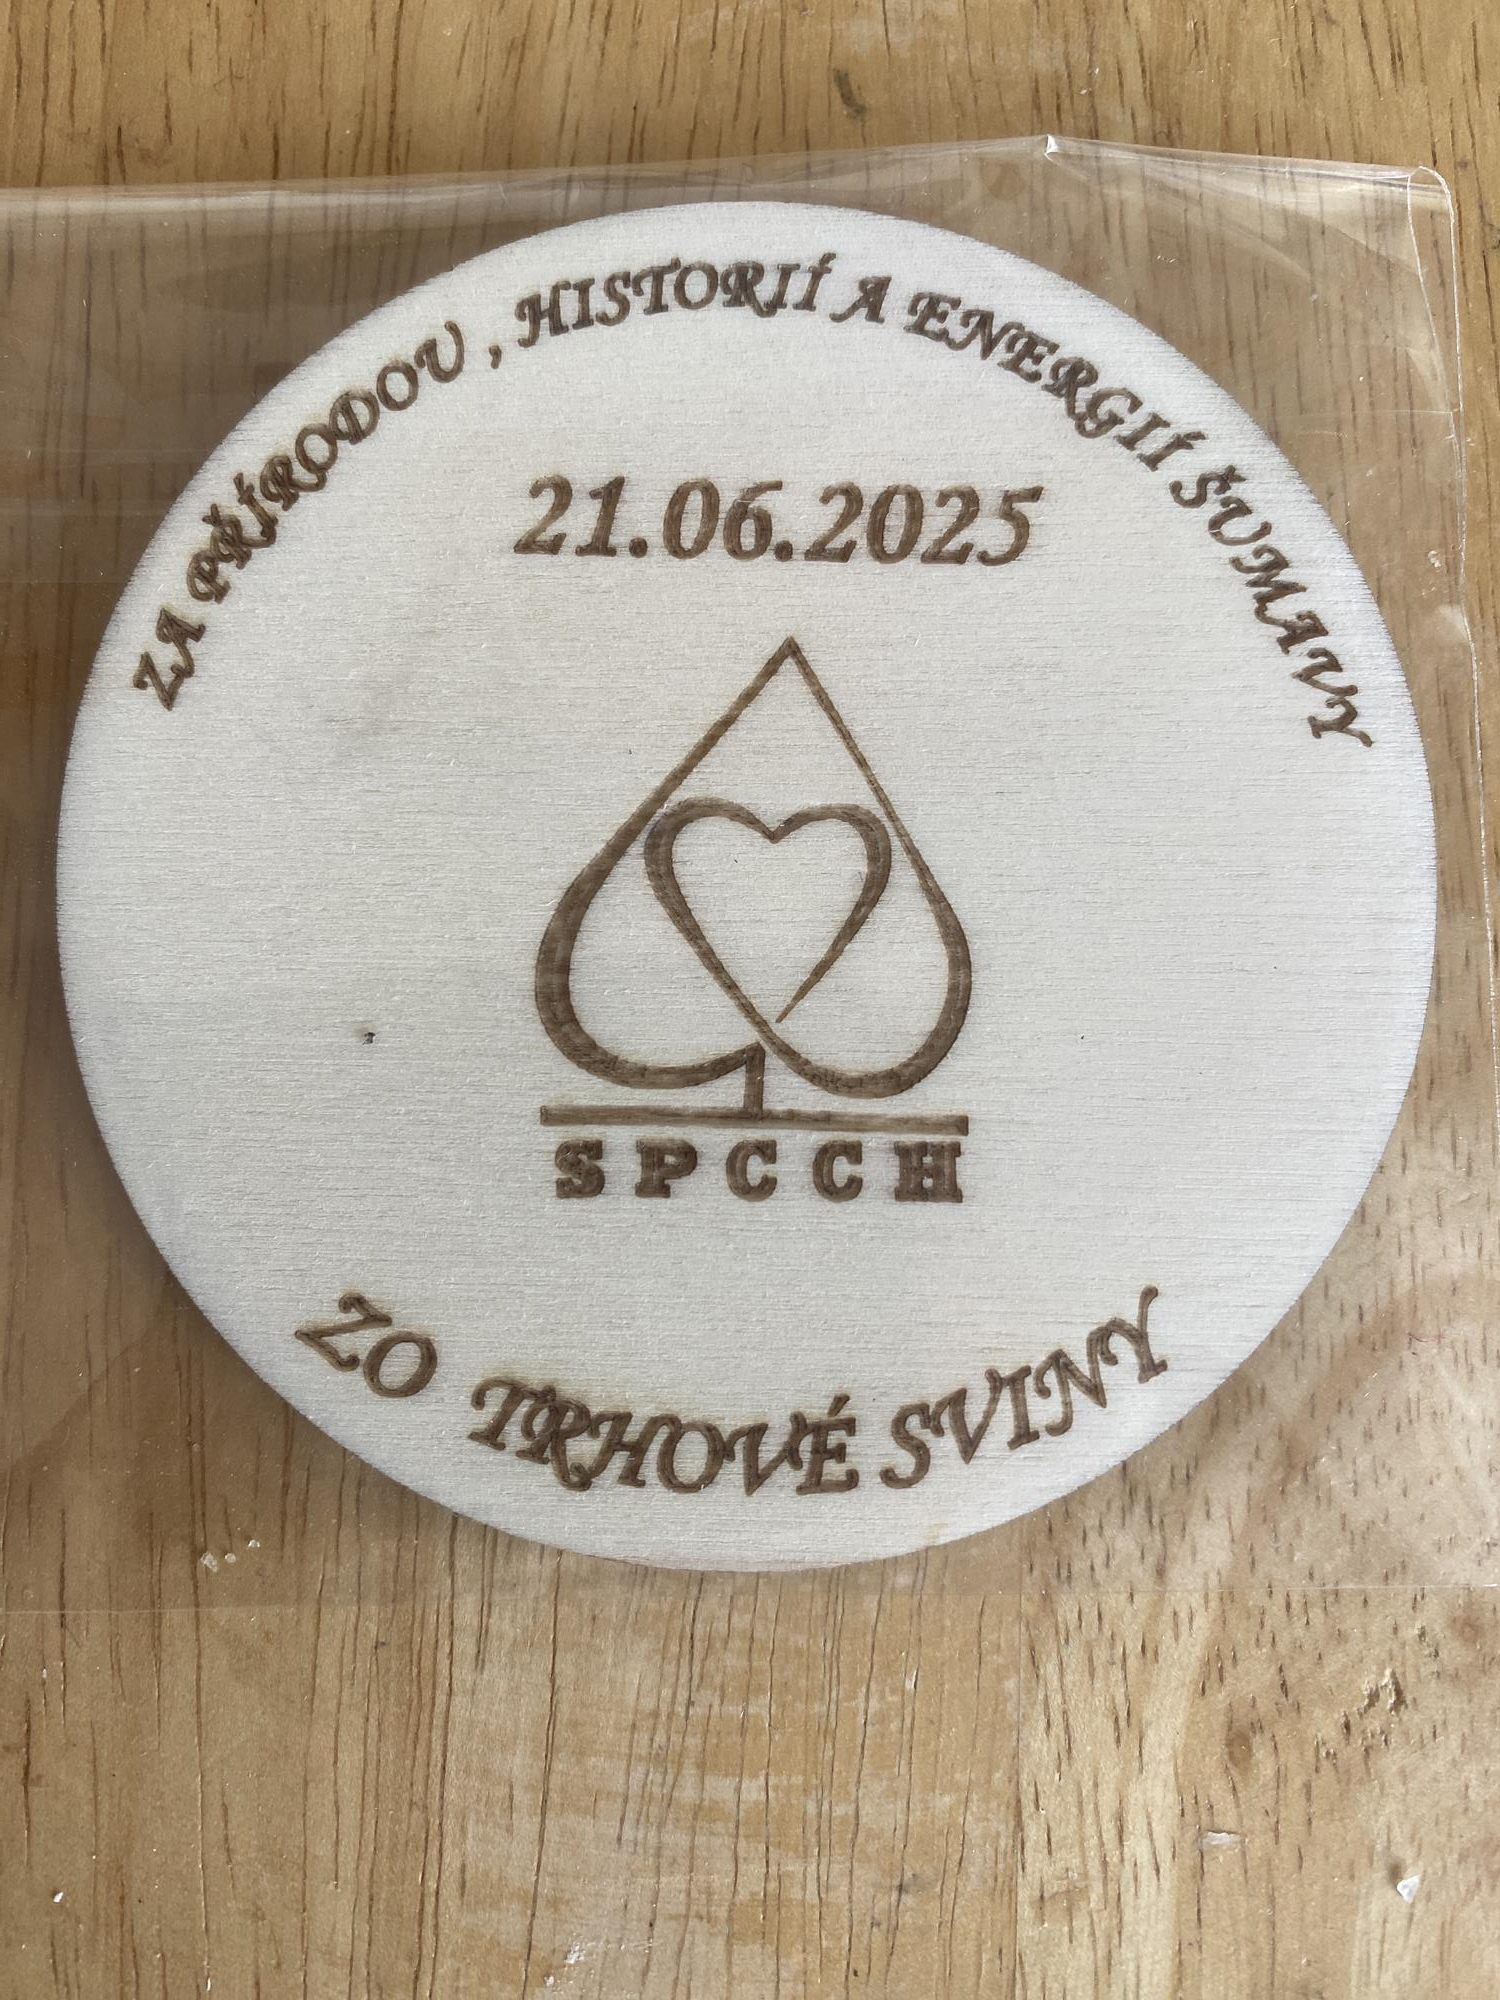 ZA PŘÍRODOU , HISTORIÍ A ENERGIÍ ŠUMAVY
21.06.2025
SPCCH
ZO TRHOVÉ SVINY